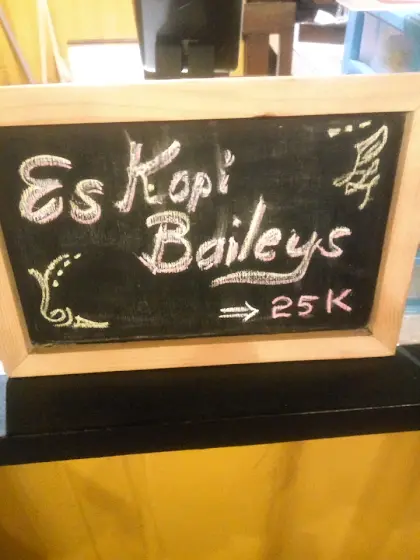 Es Kopi
Baileys
→ 25K